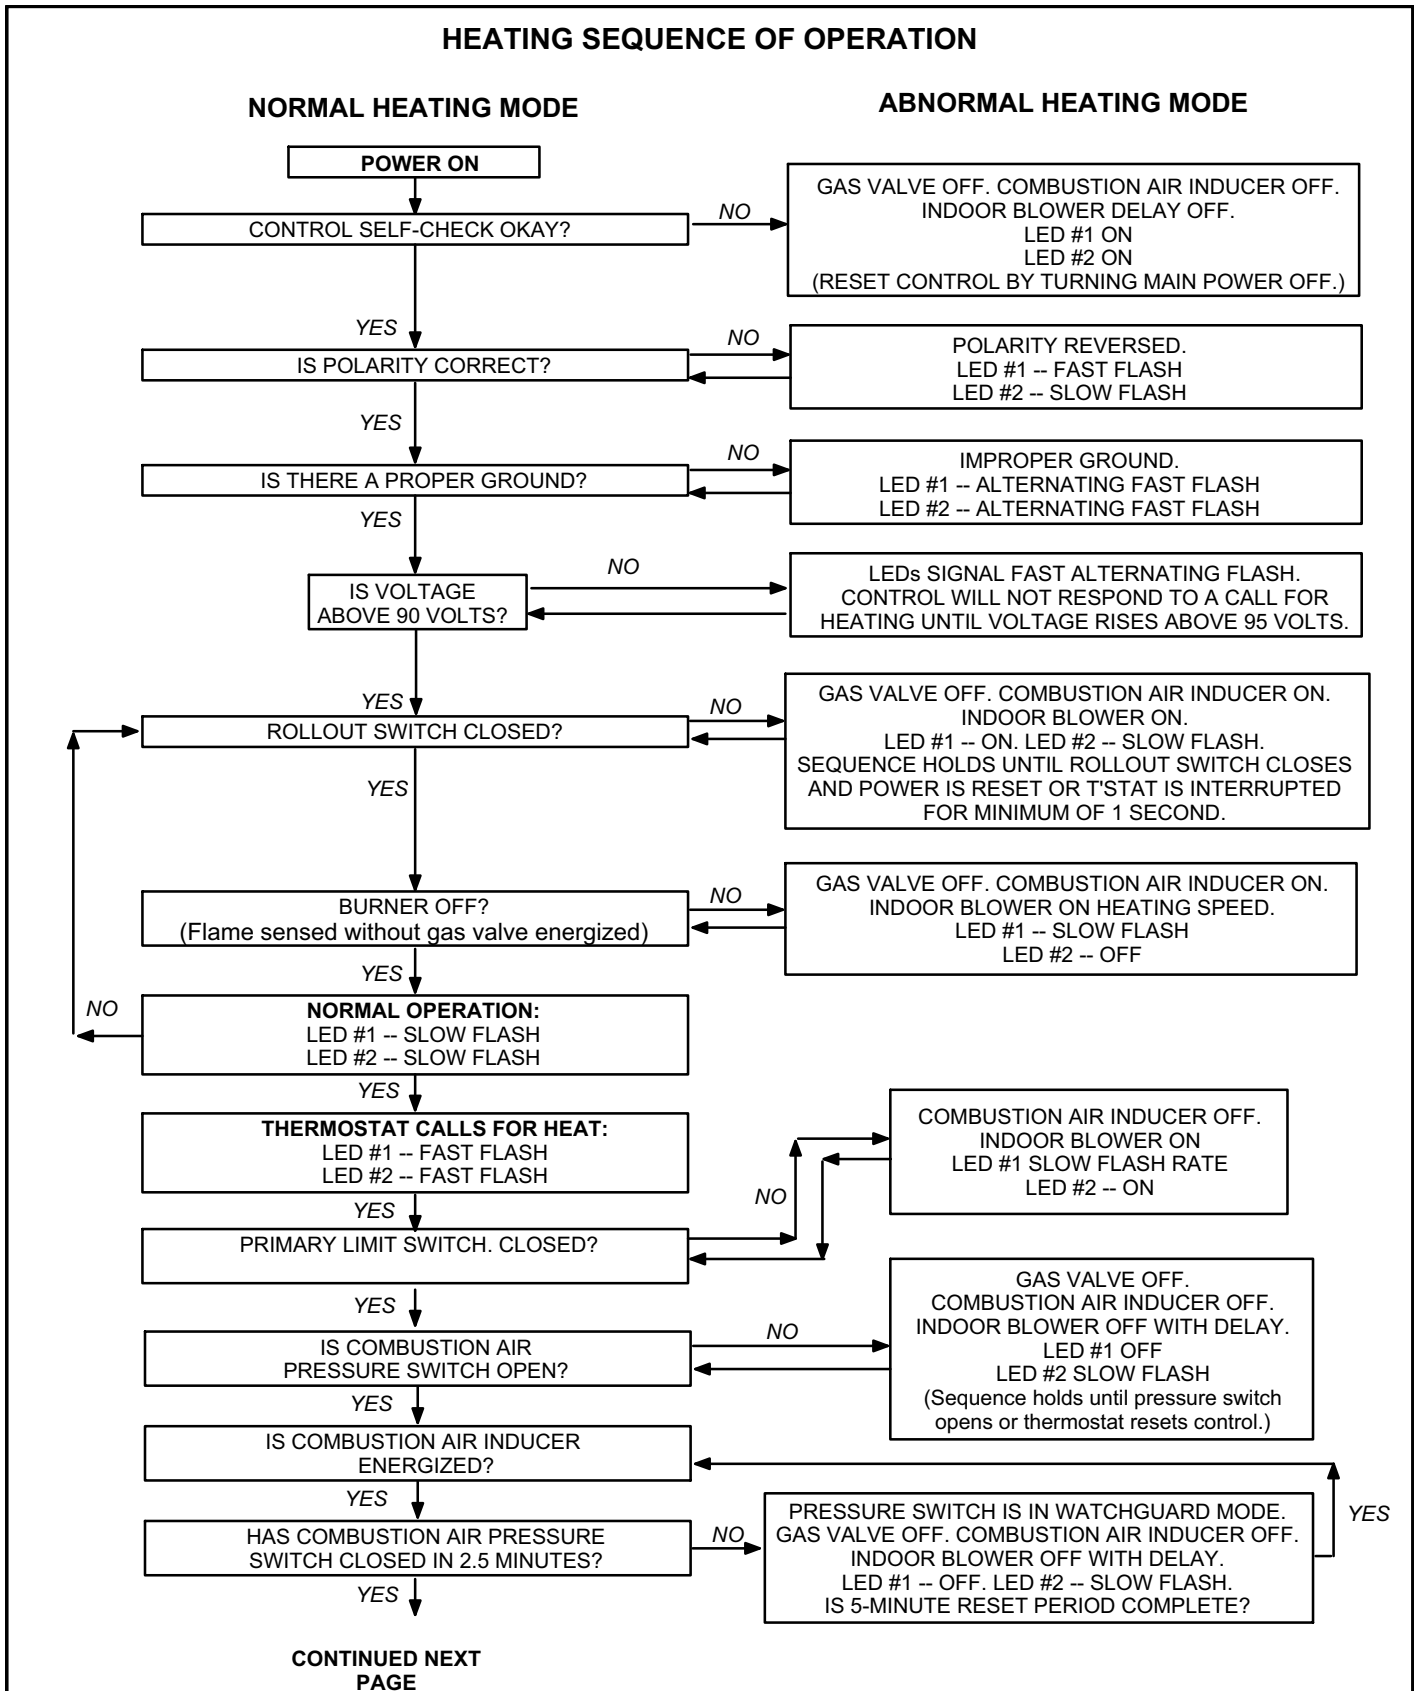 HEATING SEQUENCE OF OPERATION
NORMAL HEATING MODE
ABNORMAL HEATING MODE
POWER ON
CONTROL SELF-CHECK OKAY?
NO
GAS VALVE OFF. COMBUSTION AIR INDUCER OFF.
INDOOR BLOWER DELAY OFF.
LED #1 ON
LED #2 ON
(RESET CONTROL BY TURNING MAIN POWER OFF.)
YES
IS POLARITY CORRECT?
NO
POLARITY REVERSED.
LED #1 -- FAST FLASH
LED #2 -- SLOW FLASH
YES
IS THERE A PROPER GROUND?
NO
IMPROPER GROUND.
LED #1 -- ALTERNATING FAST FLASH
LED #2 -- ALTERNATING FAST FLASH
YES
IS VOLTAGE
ABOVE 90 VOLTS?
NO
LEDs SIGNAL FAST ALTERNATING FLASH.
CONTROL WILL NOT RESPOND TO A CALL FOR
HEATING UNTIL VOLTAGE RISES ABOVE 95 VOLTS.
YES
ROLLOUT SWITCH CLOSED?
NO
GAS VALVE OFF. COMBUSTION AIR INDUCER ON.
INDOOR BLOWER ON.
LED #1 -- ON. LED #2 -- SLOW FLASH.
SEQUENCE HOLDS UNTIL ROLLOUT SWITCH CLOSES
AND POWER IS RESET OR T'STAT IS INTERRUPTED
FOR MINIMUM OF 1 SECOND.
YES
BURNER OFF?
(Flame sensed without gas valve energized)
NO
GAS VALVE OFF. COMBUSTION AIR INDUCER ON.
INDOOR BLOWER ON HEATING SPEED.
LED #1 -- SLOW FLASH
LED #2 -- OFF
YES
NO
NORMAL OPERATION:
LED #1 -- SLOW FLASH
LED #2 -- SLOW FLASH
YES
THERMOSTAT CALLS FOR HEAT:
LED #1 -- FAST FLASH
LED #2 -- FAST FLASH
YES
PRIMARY LIMIT SWITCH. CLOSED?
NO
COMBUSTION AIR INDUCER OFF.
INDOOR BLOWER ON
LED #1 SLOW FLASH RATE
LED #2 -- ON
YES
IS COMBUSTION AIR
PRESSURE SWITCH OPEN?
NO
GAS VALVE OFF.
COMBUSTION AIR INDUCER OFF.
INDOOR BLOWER OFF WITH DELAY.
LED #1 OFF
LED #2 SLOW FLASH
(Sequence holds until pressure switch
opens or thermostat resets control.)
YES
IS COMBUSTION AIR INDUCER
ENERGIZED?
YES
HAS COMBUSTION AIR PRESSURE
SWITCH CLOSED IN 2.5 MINUTES?
NO
PRESSURE SWITCH IS IN WATCHGUARD MODE.
GAS VALVE OFF. COMBUSTION AIR INDUCER OFF.
INDOOR BLOWER OFF WITH DELAY.
LED #1 -- OFF. LED #2 -- SLOW FLASH.
IS 5-MINUTE RESET PERIOD COMPLETE?
YES
YES
CONTINUED NEXT
PAGE